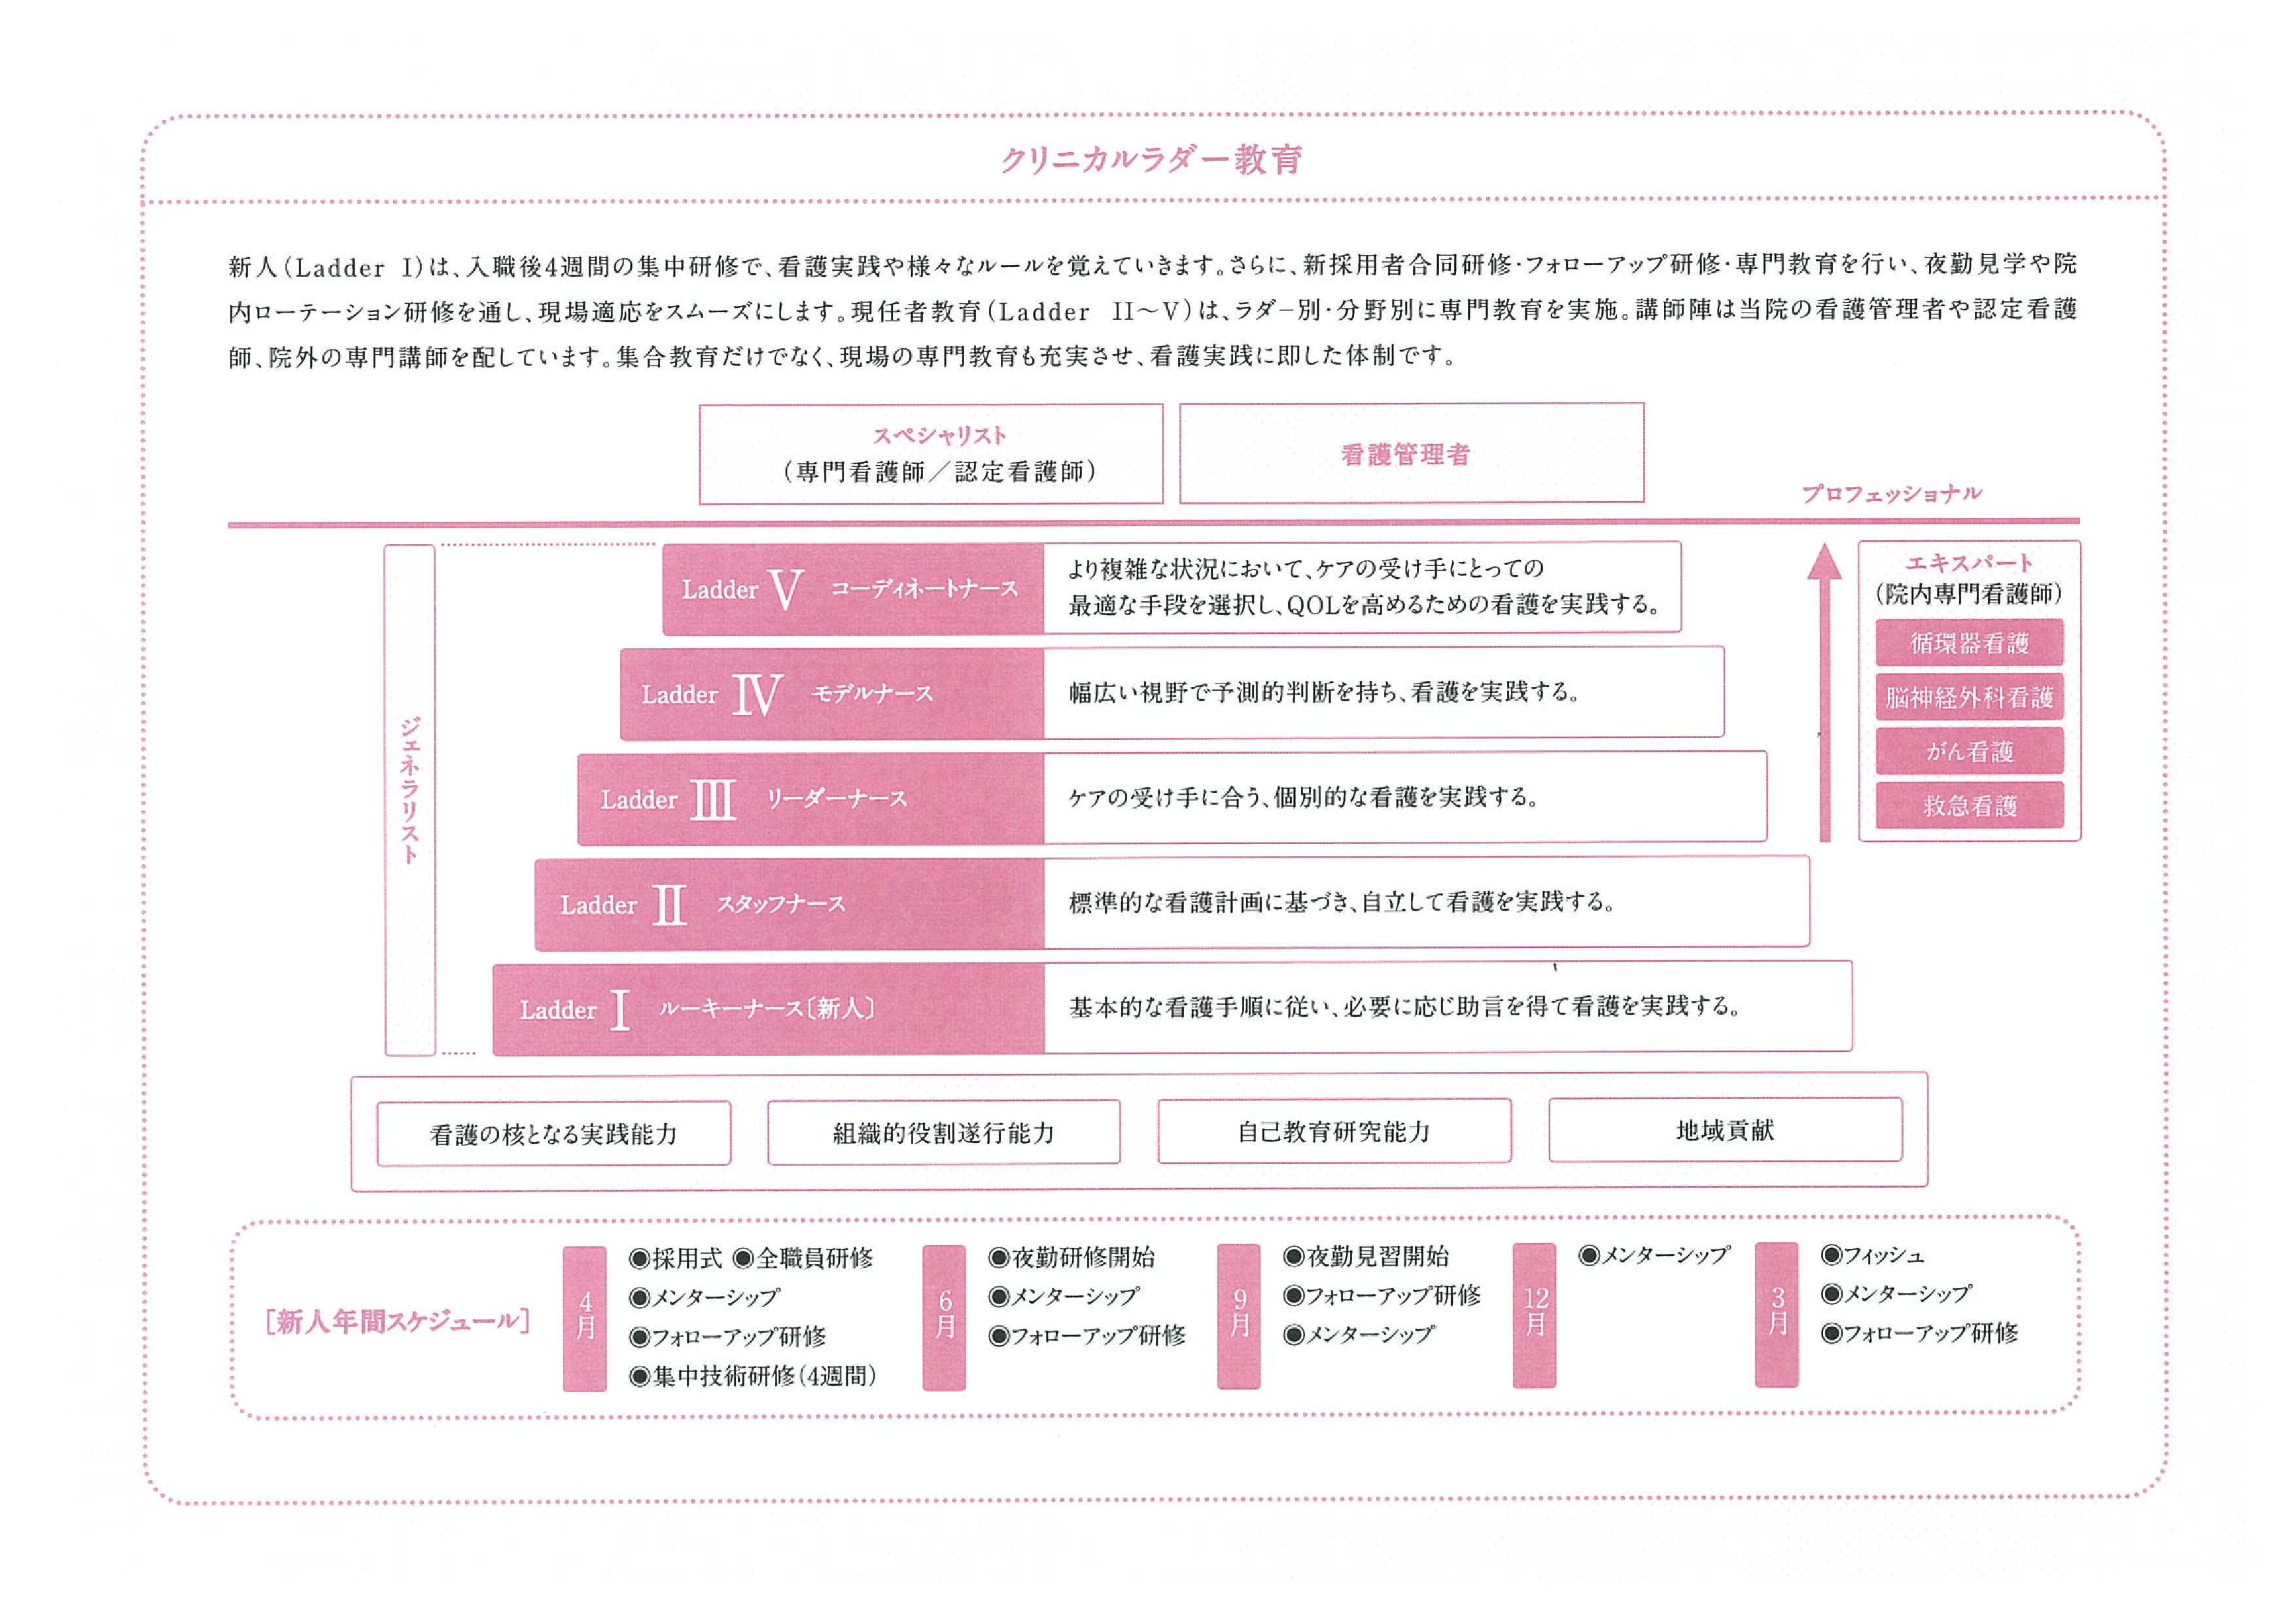 クリニカルラダー教育
新人（Ladder I）は、入職後4週間の集中研修で、看護実践や様々なルールを覚えていきます。さらに、新採用者合同研修・フォローアップ研修・専門教育を行い、夜勤見学や院
内ローテーション研修を通し、現場適応をスムーズにします。現任者教育（Ladder II～V）は、ラダー別・分野別に専門教育を実施。講師陣は当院の看護管理者や認定看護
師、院外の専門講師を配しています。集合教育だけでなく、現場の専門教育も充実させ、看護実践に即した体制です。
スペシャリスト
（専門看護師／認定看護師）
看護管理者
プロフェッショナル
ジェネラリスト
Ladder V コーディネートナース
より複雑な状況において、ケアの受け手にとっての
最適な手段を選択し、QOLを高めるための看護を実践する。
Ladder IV モデルナース
幅広い視野で予測的判断を持ち、看護を実践する。
Ladder III リーダーナース
ケアの受け手に合う、個別的な看護を実践する。
Ladder II スタッフナース
標準的な看護計画に基づき、自立して看護を実践する。
Ladder I ルーキーナース〔新人〕
基本的な看護手順に従い、必要に応じ助言を得て看護を実践する。
エキスパート
（院内専門看護師）
循環器看護
脳神経外科看護
がん看護
救急看護
看護の核となる実践能力
組織的役割遂行能力
自己教育研究能力
地域貢献
［新人年間スケジュール］
4月
◉採用式 ◉全職員研修
◉メンターシップ
◉フォローアップ研修
◉集中技術研修（4週間）
6月
◉夜勤研修開始
◉メンターシップ
◉フォローアップ研修
9月
◉夜勤見習開始
◉フォローアップ研修
◉メンターシップ
12月
◉メンターシップ
3月
◉フィッシュ
◉メンターシップ
◉フォローアップ研修